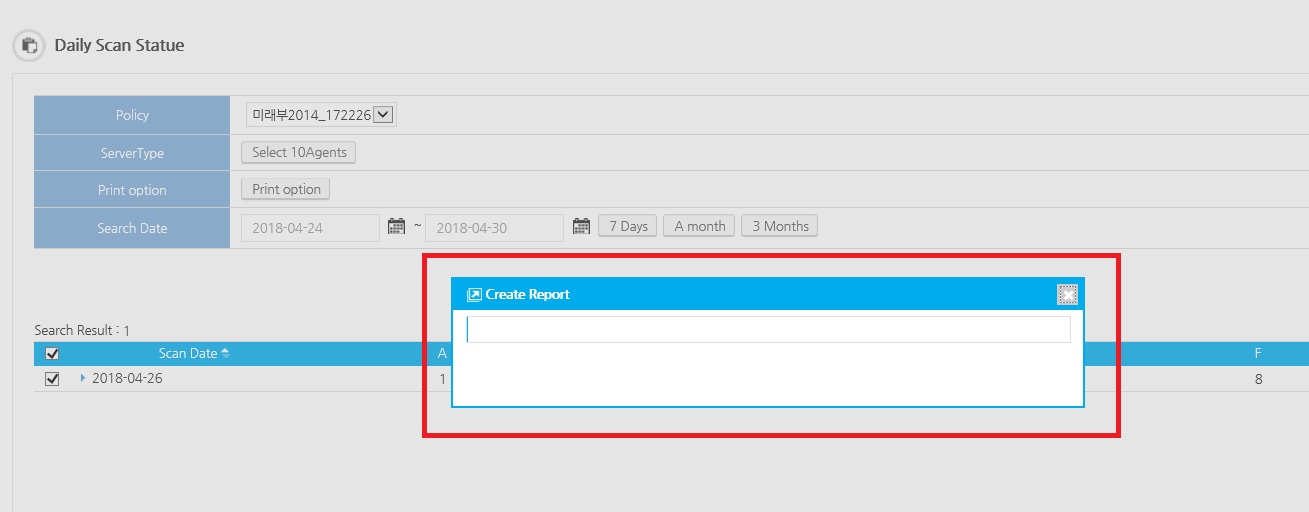 Daily Scan Statue
Policy 미래부2014_172226
ServerType Select 10Agents
Print option Print option
Search Date 2018-04-24 ~ 2018-04-30 7 Days A month 3 Months
Create Report
Search Result : 1
Scan Date A F
2018-04-26 1 8